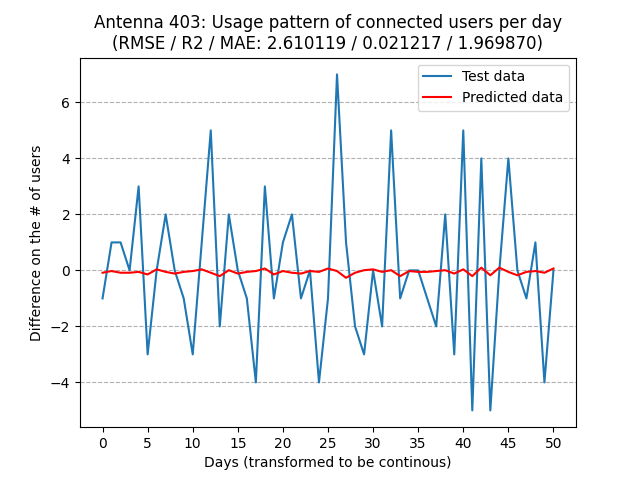 Antenna 403: Usage pattern of connected users per day
(RMSE / R2 / MAE: 2.610119 / 0.021217 / 1.969870)
Test data
Predicted data
Difference on the # of users
6
4
2
0
−2
−4
0 5 10 15 20 25 30 35 40 45 50
Days (transformed to be continous)